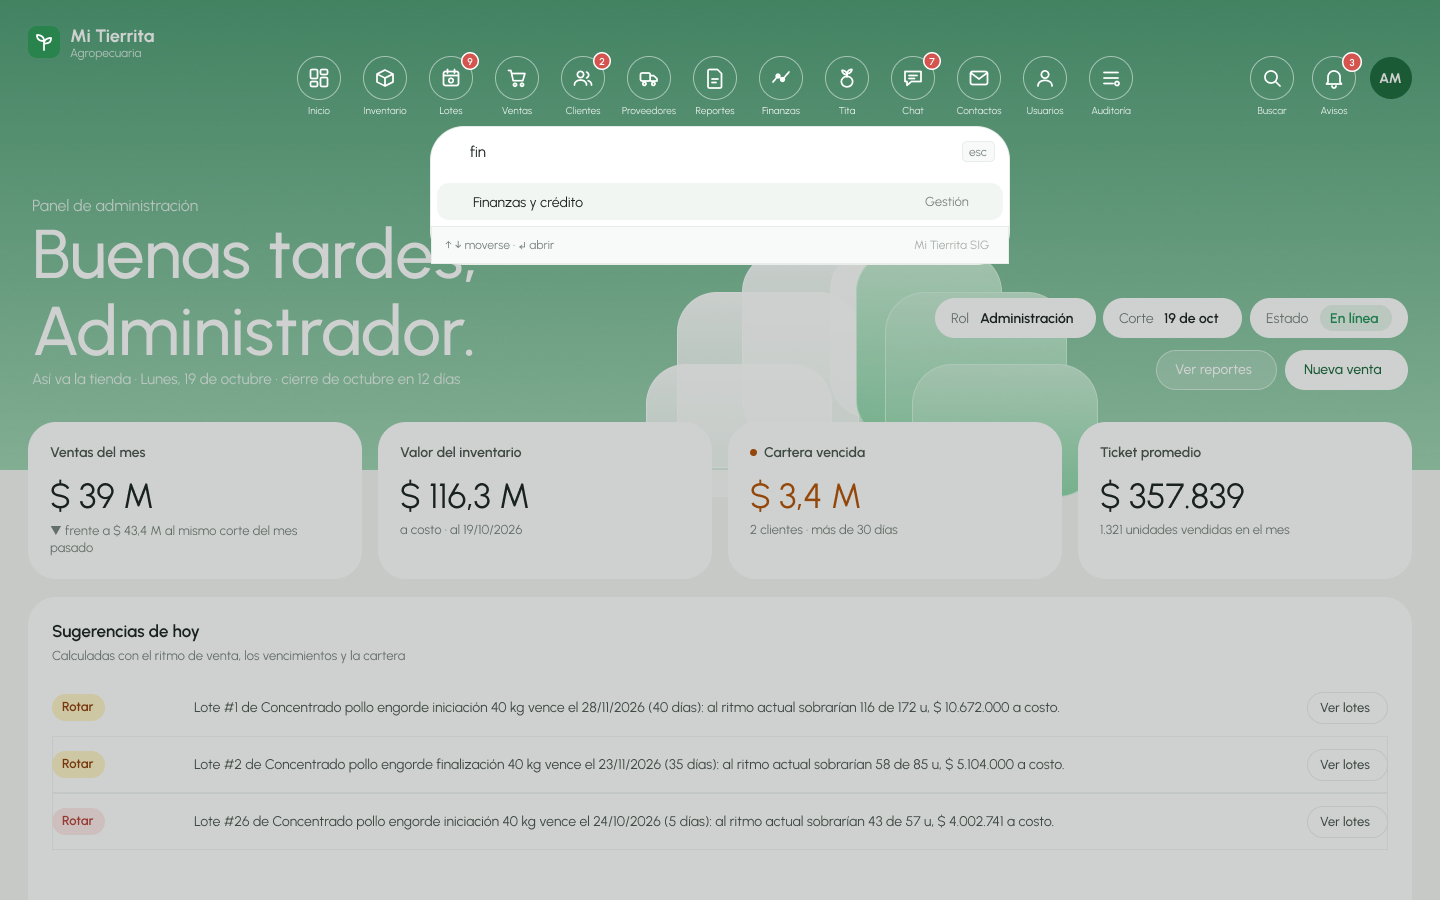 Mi Tierrita
Agropecuaria
9
2
7
3
AM
Inicio
Inventario
Lotes
Ventas
Clientes
Proveedores
Reportes
Finanzas
Tita
Chat
Contactos
Usuarios
Auditoría
Buscar
Avisos
fin
esc
Finanzas y crédito
Gestión
↑ ↓ moverse · ↵ abrir
Mi Tierrita SIG
Panel de administración
Buenas tardes,
Administrador.
Así va la tienda · Lunes, 19 de octubre · cierre de octubre en 12 días
Rol Administración
Corte 19 de oct
Estado En línea
Ver reportes
Nueva venta
Ventas del mes
$ 39 M
▼ frente a $ 43,4 M al mismo corte del mes
pasado
Valor del inventario
$ 116,3 M
a costo · al 19/10/2026
Cartera vencida
$ 3,4 M
2 clientes · más de 30 días
Ticket promedio
$ 357.839
1.321 unidades vendidas en el mes
Sugerencias de hoy
Calculadas con el ritmo de venta, los vencimientos y la cartera
Rotar Lote #1 de Concentrado pollo engorde iniciación 40 kg vence el 28/11/2026 (40 días): al ritmo actual sobrarían 116 de 172 u, $ 10.672.000 a costo. Ver lotes
Rotar Lote #2 de Concentrado pollo engorde finalización 40 kg vence el 23/11/2026 (35 días): al ritmo actual sobrarían 58 de 85 u, $ 5.104.000 a costo. Ver lotes
Rotar Lote #26 de Concentrado pollo engorde iniciación 40 kg vence el 24/10/2026 (5 días): al ritmo actual sobrarían 43 de 57 u, $ 4.002.741 a costo. Ver lotes